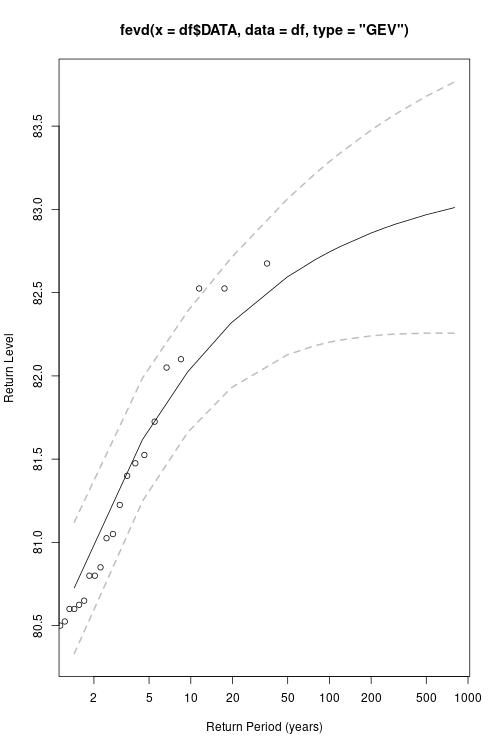 fevd(x = df$DATA, data = df, type = "GEV")
83.5
83.0
82.5
82.0
81.5
81.0
80.5
Return Level
2 5 10 20 50 100 200 500 1000
Return Period (years)